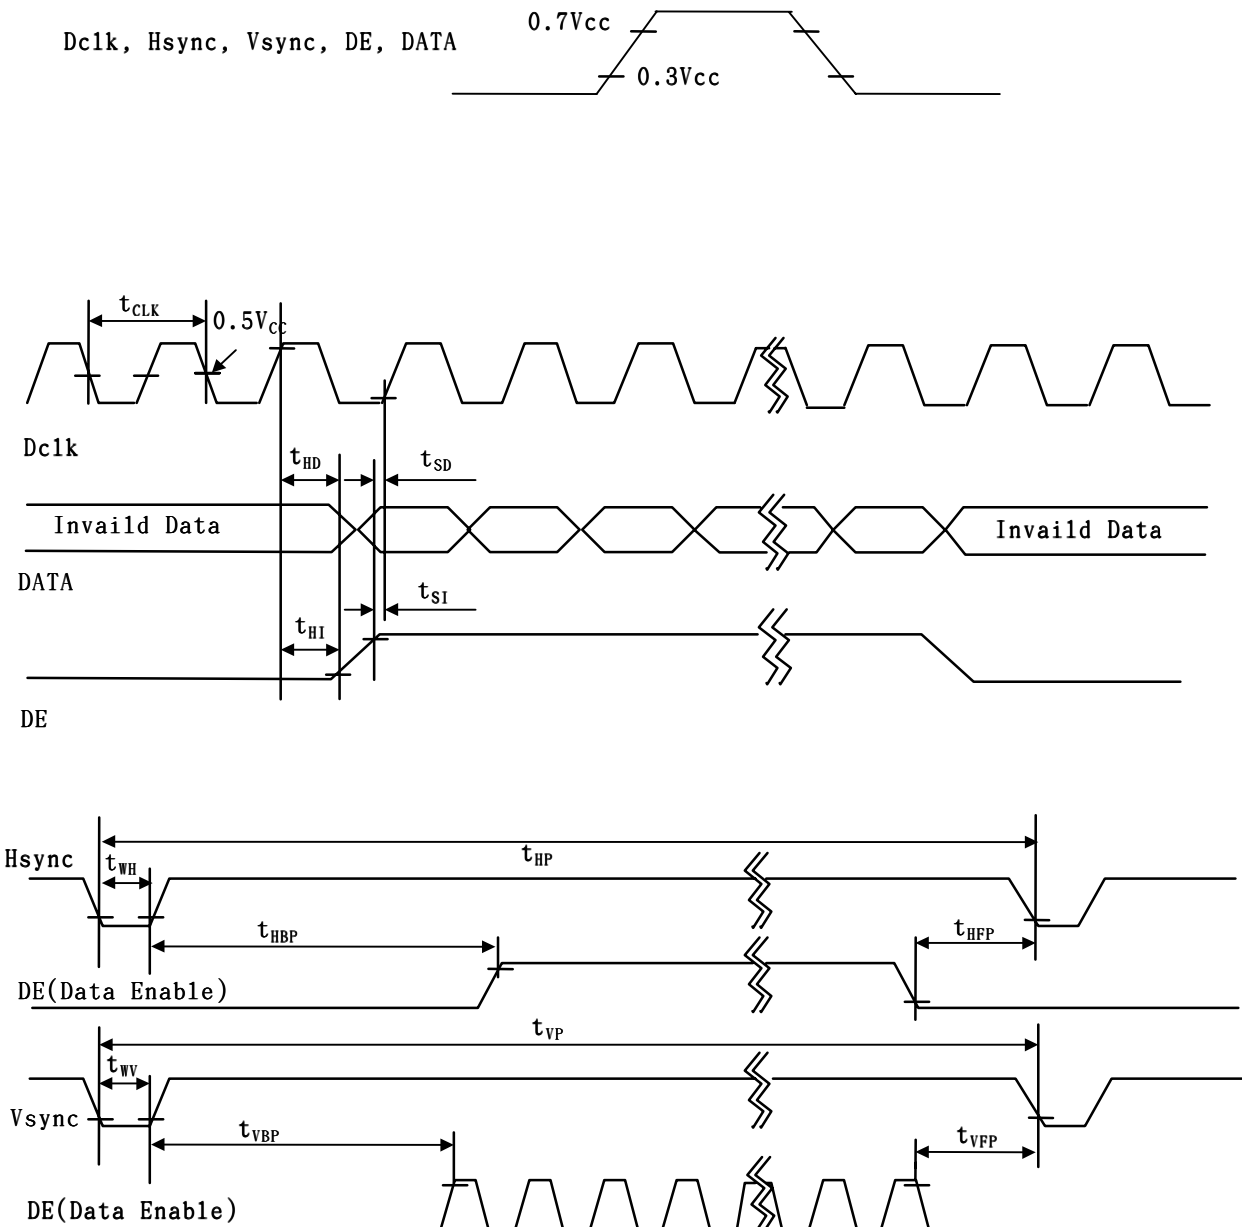 0.7Vcc
Dclk, Hsync, Vsync, DE, DATA
0.3Vcc
tCLK
0.5VCC
Dclk
tHD
tSD
Invaild Data
Invaild Data
DATA
tSI
tHI
DE
Hsync
tWH
tHP
tHBP
tHFP
DE(Data Enable)
tVP
tWV
Vsync
tVBP
tVFP
DE(Data Enable)